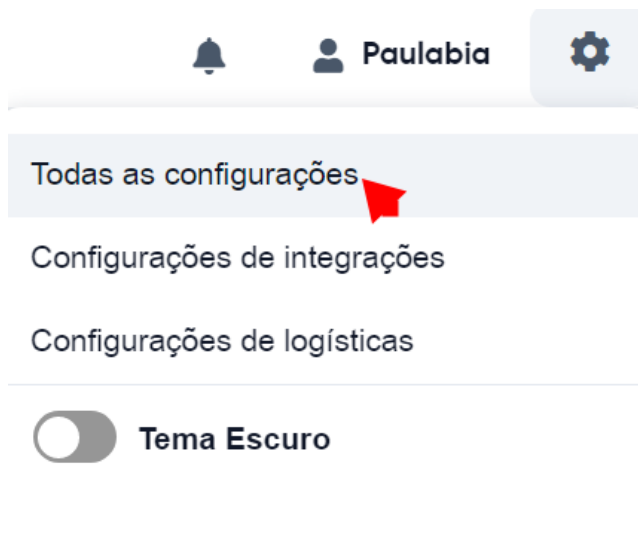 Paulabia
Todas as configurações
Configurações de integrações
Configurações de logísticas
Tema Escuro